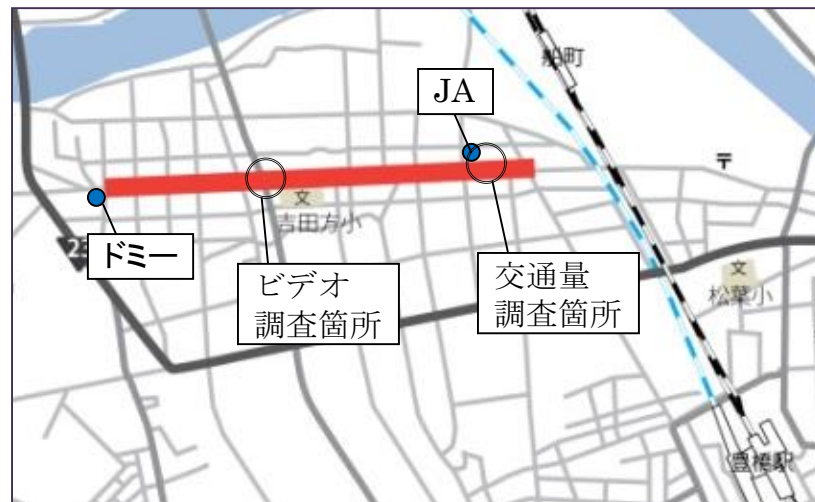 船町
JA
〒
文
吉田方小
23
ドミー
ビデオ
調査箇所
交通量
調査箇所
文
松葉小
豊橋駅